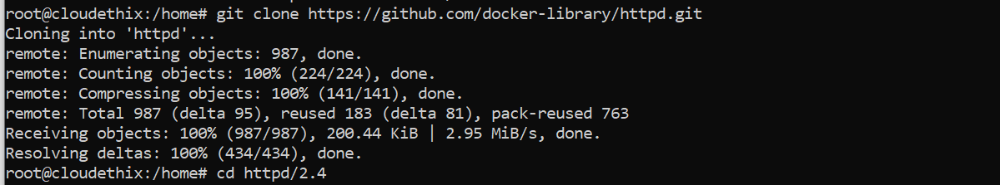 root@cloudethix:/home# git clone https://github.com/docker-library/httpd.git
Cloning into 'httpd'...
remote: Enumerating objects: 987, done.
remote: Counting objects: 100% (224/224), done.
remote: Compressing objects: 100% (141/141), done.
remote: Total 987 (delta 95), reused 183 (delta 81), pack-reused 763
Receiving objects: 100% (987/987), 200.44 KiB | 2.95 MiB/s, done.
Resolving deltas: 100% (434/434), done.
root@cloudethix:/home# cd httpd/2.4